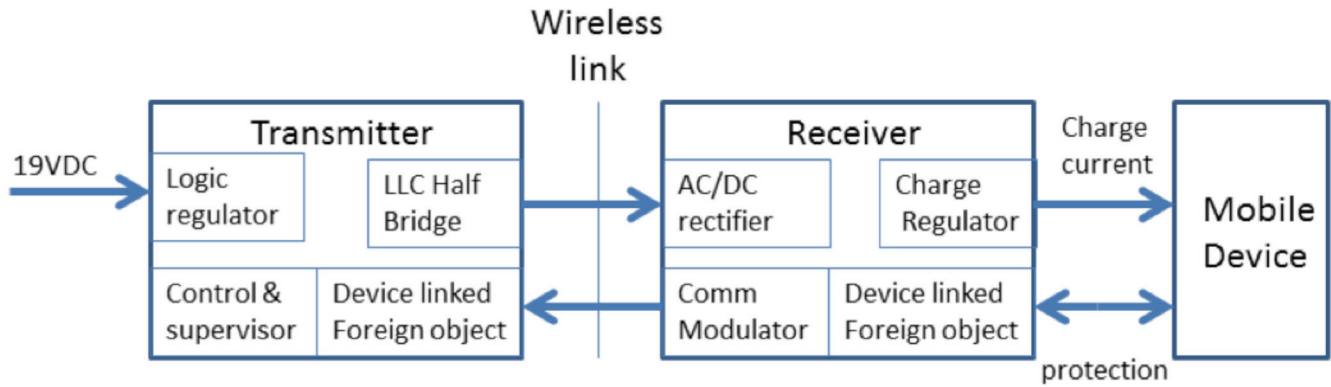 Wireless
link
19VDC
Transmitter
Logic
regulator
LLC Half
Bridge
Control &
supervisor
Device linked
Foreign object
Receiver
AC/DC
rectifier
Charge
Regulator
Comm
Modulator
Device linked
Foreign object
Charge
current
protection
Mobile
Device